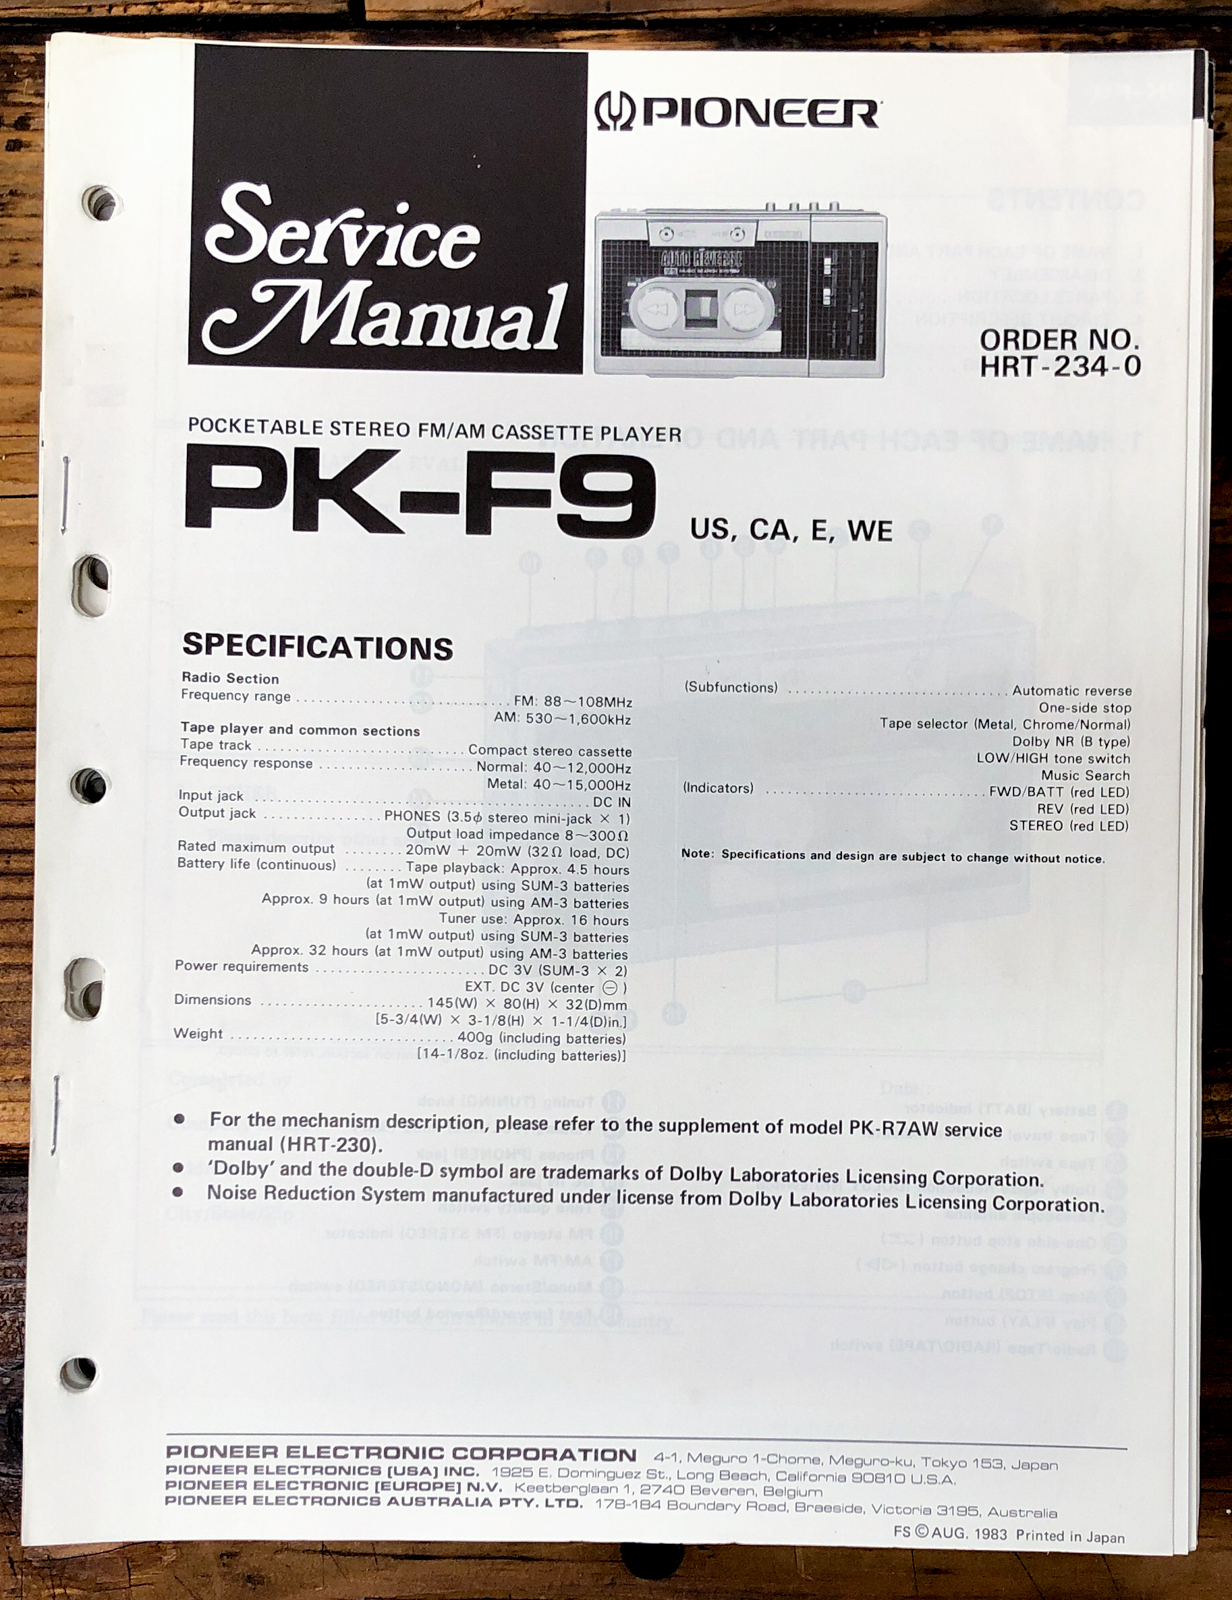 Service
Manual
PIONEER
AUTO REVERSE
ORDER NO.
HRT-234-0
POCKETABLE STEREO FM/AM CASSETTE PLAYER
PK-F9 US, CA, E, WE
SPECIFICATIONS
Radio Section
Frequency range ........................... FM: 88~108MHz
AM: 530~1,600kHz
Tape player and common sections
Tape track .......................... Compact stereo cassette
Frequency response ................... Normal: 40~12,000Hz
Metal: 40~15,000Hz
Input jack .......................................... DC IN
Output jack ............... PHONES (3.5ϕ stereo mini-jack × 1)
Output load impedance 8~300Ω
Rated maximum output ........ 20mW + 20mW (32Ω load, DC)
Battery life (continuous) ........ Tape playback: Approx. 4.5 hours
(at 1mW output) using SUM-3 batteries
Approx. 9 hours (at 1mW output) using AM-3 batteries
Tuner use: Approx. 16 hours
(at 1mW output) using SUM-3 batteries
Approx. 32 hours (at 1mW output) using AM-3 batteries
Power requirements ...................... DC 3V (SUM-3 × 2)
EXT. DC 3V (center ⊖ )
Dimensions ..................... 145(W) × 80(H) × 32(D)mm
[5-3/4(W) × 3-1/8(H) × 1-1/4(D)in.]
Weight ............................. 400g (including batteries)
[14-1/8oz. (including batteries)]
(Subfunctions) ............................. Automatic reverse
One-side stop
Tape selector (Metal, Chrome/Normal)
Dolby NR (B type)
LOW/HIGH tone switch
Music Search
(Indicators) ............................. FWD/BATT (red LED)
REV (red LED)
STEREO (red LED)
Note: Specifications and design are subject to change without notice.
● For the mechanism description, please refer to the supplement of model PK-R7AW service
manual (HRT-230).
● 'Dolby' and the double-D symbol are trademarks of Dolby Laboratories Licensing Corporation.
● Noise Reduction System manufactured under license from Dolby Laboratories Licensing Corporation.
PIONEER ELECTRONIC CORPORATION 4-1, Meguro 1-Chome, Meguro-ku, Tokyo 153, Japan
PIONEER ELECTRONICS [USA] INC. 1925 E. Dominguez St., Long Beach, California 90810 U.S.A.
PIONEER ELECTRONIC [EUROPE] N.V. Keetberglaan 1, 2740 Beveren, Belgium
PIONEER ELECTRONICS AUSTRALIA PTY. LTD. 178-184 Boundary Road, Braeside, Victoria 3195, Australia
FS © AUG. 1983 Printed in Japan